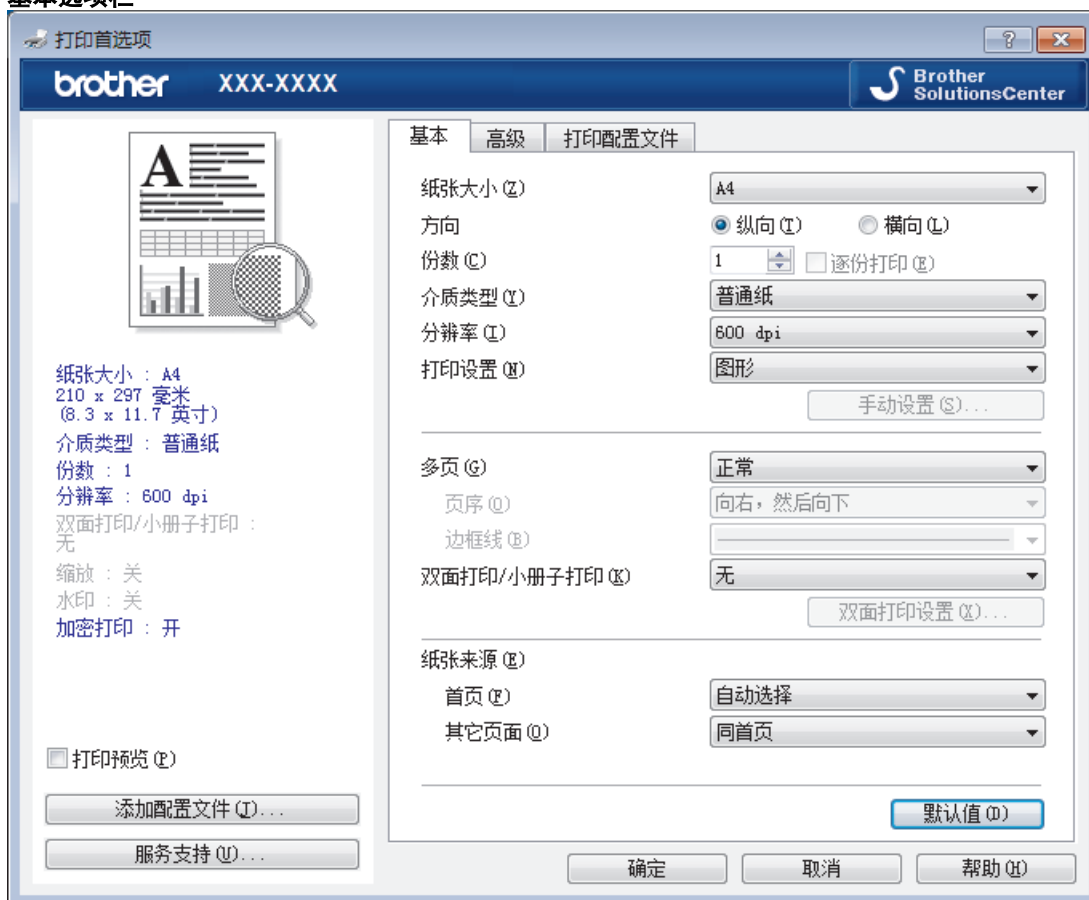 基本选项栏
打印首选项
brother XXX-XXXX
Brother
SolutionsCenter
A
纸张大小 : A4
210 x 297 毫米
(8.3 x 11.7 英寸)
介质类型 : 普通纸
份数 : 1
分辨率 : 600 dpi
双面打印/小册子打印 :
无
缩放 : 关
水印 : 关
加密打印 : 开
打印预览(P)
添加配置文件(I)...
服务支持(U)...
基本 高级 打印配置文件
纸张大小(Z) A4
方向 纵向(T) 横向(L)
份数(C) 1 逐份打印(E)
介质类型(Y) 普通纸
分辨率(I) 600 dpi
打印设置(N) 图形
手动设置(S)...
多页(G) 正常
页序(O) 向右，然后向下
边框线(B)
双面打印/小册子打印(K) 无
双面打印设置(X)...
纸张来源(E)
首页(F) 自动选择
其它页面(O) 同首页
默认值(D)
确定 取消 帮助(H)